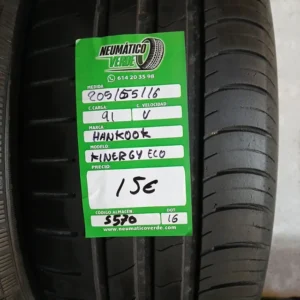 NEUMÁTICO
VERDE
614 20 35 98
MEDIDA
205/55/16
C. CARGA C. VELOCIDAD
91 V
MARCA
HANKOOK
MODELO
KINERGY ECO
PRECIO
15€
CODIGO ALMACEN DOT
5570 16
www.neumaticoverde.com